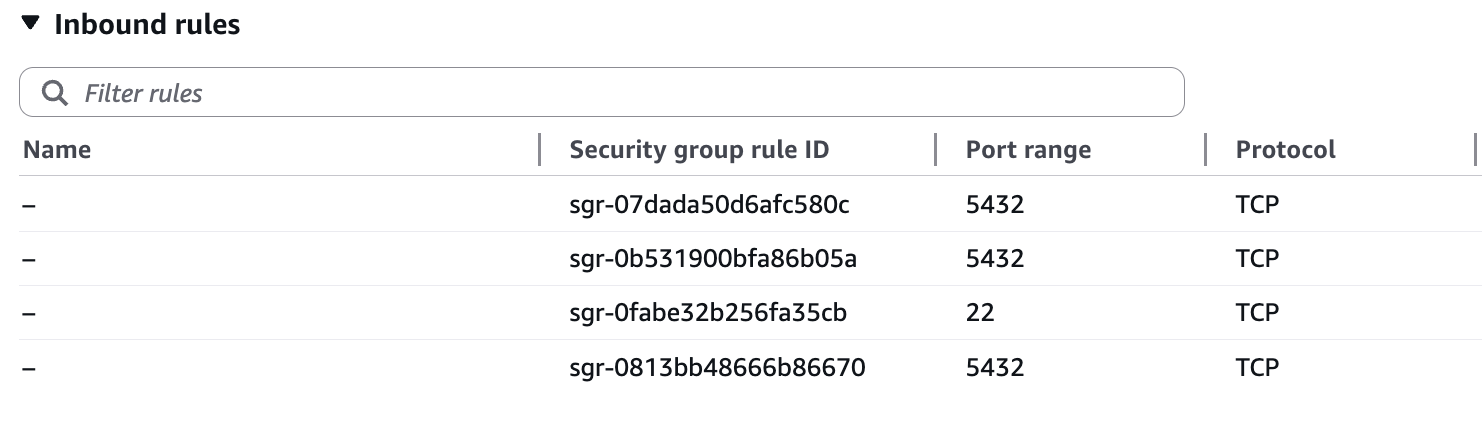 ▼ Inbound rules
Filter rules
Name Security group rule ID Port range Protocol
– sgr-07dada50d6afc580c 5432 TCP
– sgr-0b531900bfa86b05a 5432 TCP
– sgr-0fabe32b256fa35cb 22 TCP
– sgr-0813bb48666b86670 5432 TCP